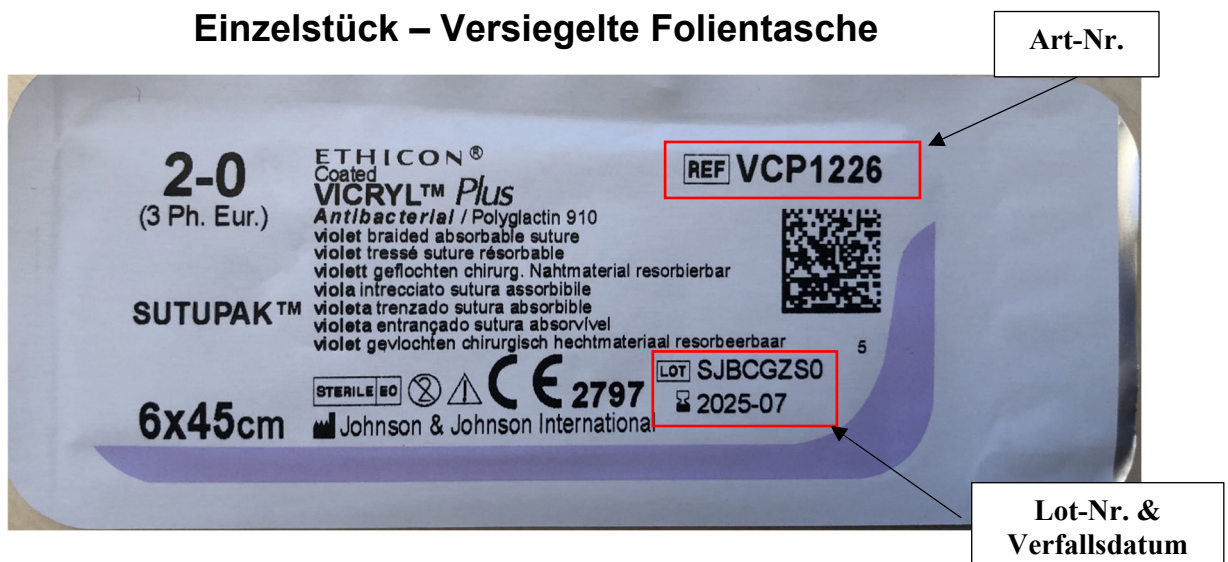 Einzelstück – Versiegelte Folientasche
Art-Nr.
2-0
(3 Ph. Eur.)
SUTUPAK™
6x45cm
ETHICON®
Coated
VICRYL™ Plus
Antibacterial / Polyglactin 910
violet braided absorbable suture
violet tressé suture résorbable
violett geflochten chirurg. Nahtmaterial resorbierbar
viola intrecciato sutura assorbibile
violeta trenzado sutura absorbible
violeta entrançado sutura absorvível
violet gevlochten chirurgisch hechtmateriaal resorbeerbaar
STERILE EO 2 CE 2797
Johnson & Johnson International
REF VCP1226
5
LOT SJBCGZS0
2025-07
Lot-Nr. &
Verfallsdatum